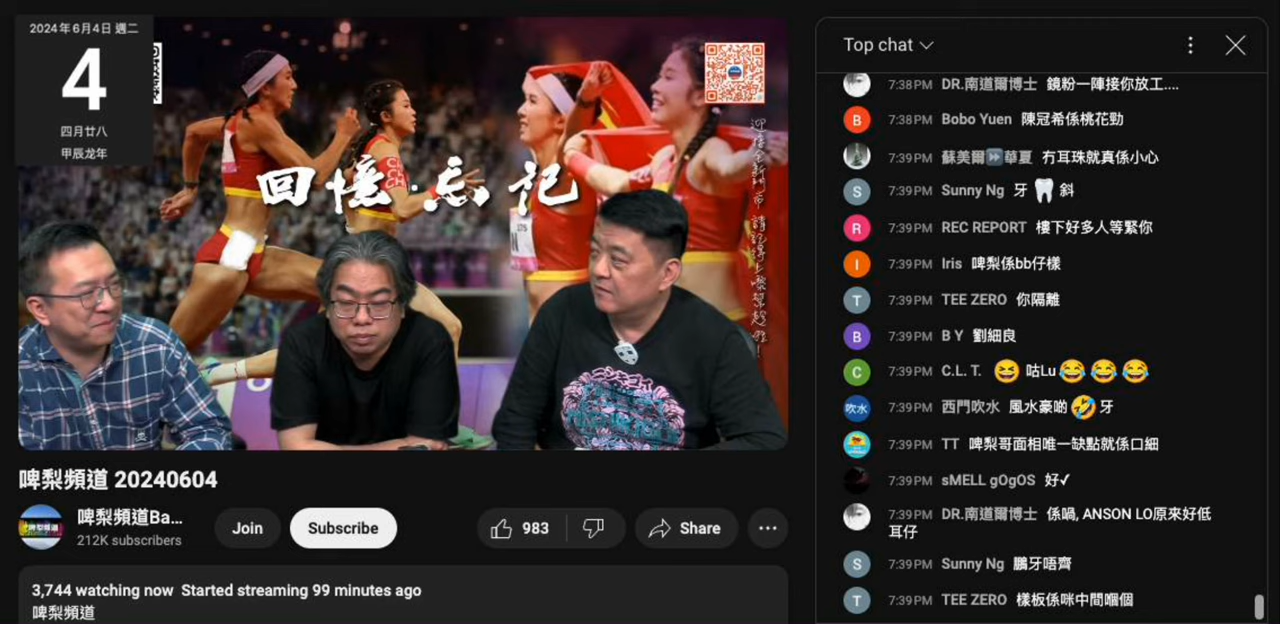 2024年6月4日 週二
4
四月廿八
甲辰龙年
回憶·忘記
啤梨頻道 20240604
啤梨頻道Ba...
212K subscribers
Join
Subscribe
983
Share
3,744 watching now Started streaming 99 minutes ago
啤梨頻道
Top chat
7:38PM DR.南道爾博士 鏡粉一陣接你放工....
7:38PM Bobo Yuen 陳冠希係桃花勁
7:39PM 蘇美爾⏩華夏 冇耳珠就真係小心
7:39PM Sunny Ng 牙🦷斜
7:39PM REC REPORT 樓下好多人等緊你
7:39PM Iris 啤梨係bb仔樣
7:39PM TEE ZERO 你隔離
7:39PM B Y 劉細良
7:39PM C.L. T. 😆咕Lu😂😂😂
7:39PM 西門吹水 風水豪啲🤣牙
7:39PM TT 啤梨哥面相唯一缺點就係口細
7:39PM sMELL gOgOS 好✓
7:39PM DR.南道爾博士 係喎, ANSON LO原來好低
耳仔
7:39PM Sunny Ng 鵬牙唔齊
7:39PM TEE ZERO 樣板係咪中間嗰個